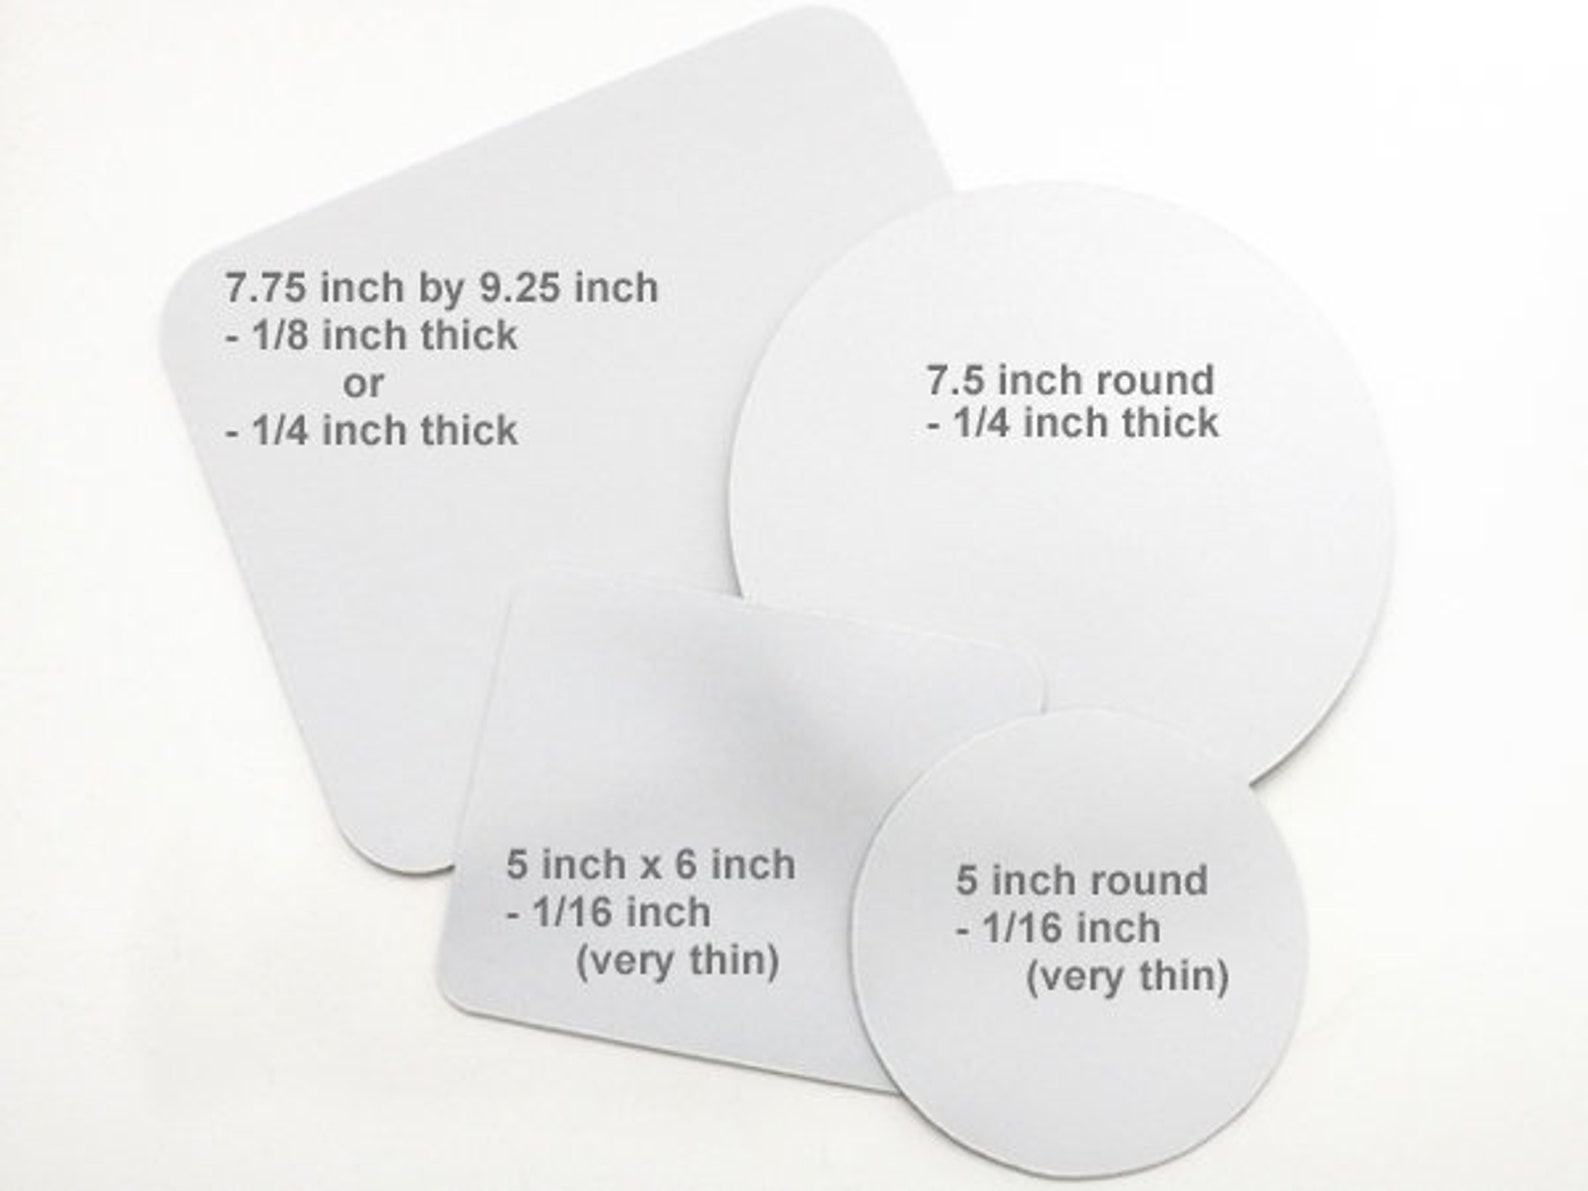 7.75 inch by 9.25 inch
- 1/8 inch thick
or
- 1/4 inch thick
7.5 inch round
- 1/4 inch thick
5 inch x 6 inch
- 1/16 inch
(very thin)
5 inch round
- 1/16 inch
(very thin)